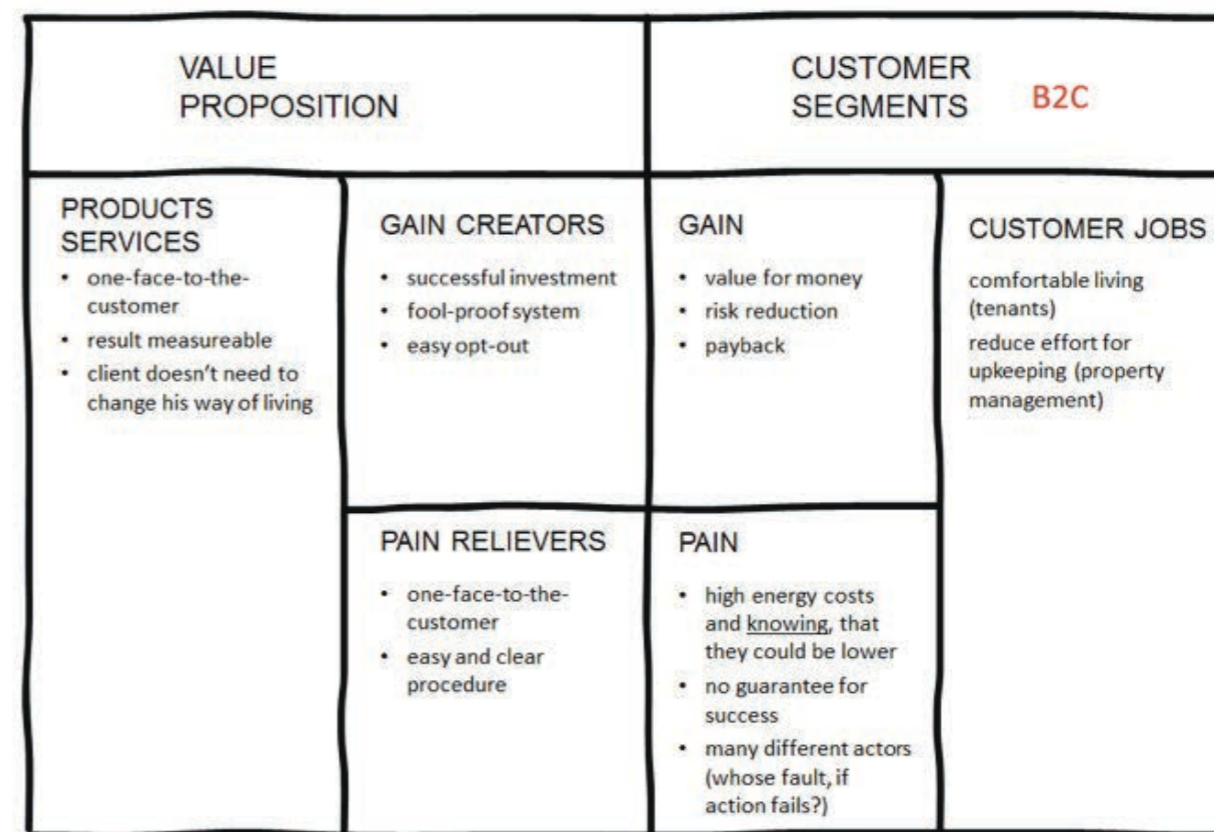 VALUE
PROPOSITION
CUSTOMER
SEGMENTS B2C
PRODUCTS
SERVICES
• one-face-to-the-
customer
• result measureable
• client doesn't need to
change his way of living
GAIN CREATORS
• successful investment
• fool-proof system
• easy opt-out
GAIN
• value for money
• risk reduction
• payback
CUSTOMER JOBS
comfortable living
(tenants)
reduce effort for
upkeeping (property
management)
PAIN RELIEVERS
• one-face-to-the-
customer
• easy and clear
procedure
PAIN
• high energy costs
and knowing, that
they could be lower
• no guarantee for
success
• many different actors
(whose fault, if
action fails?)